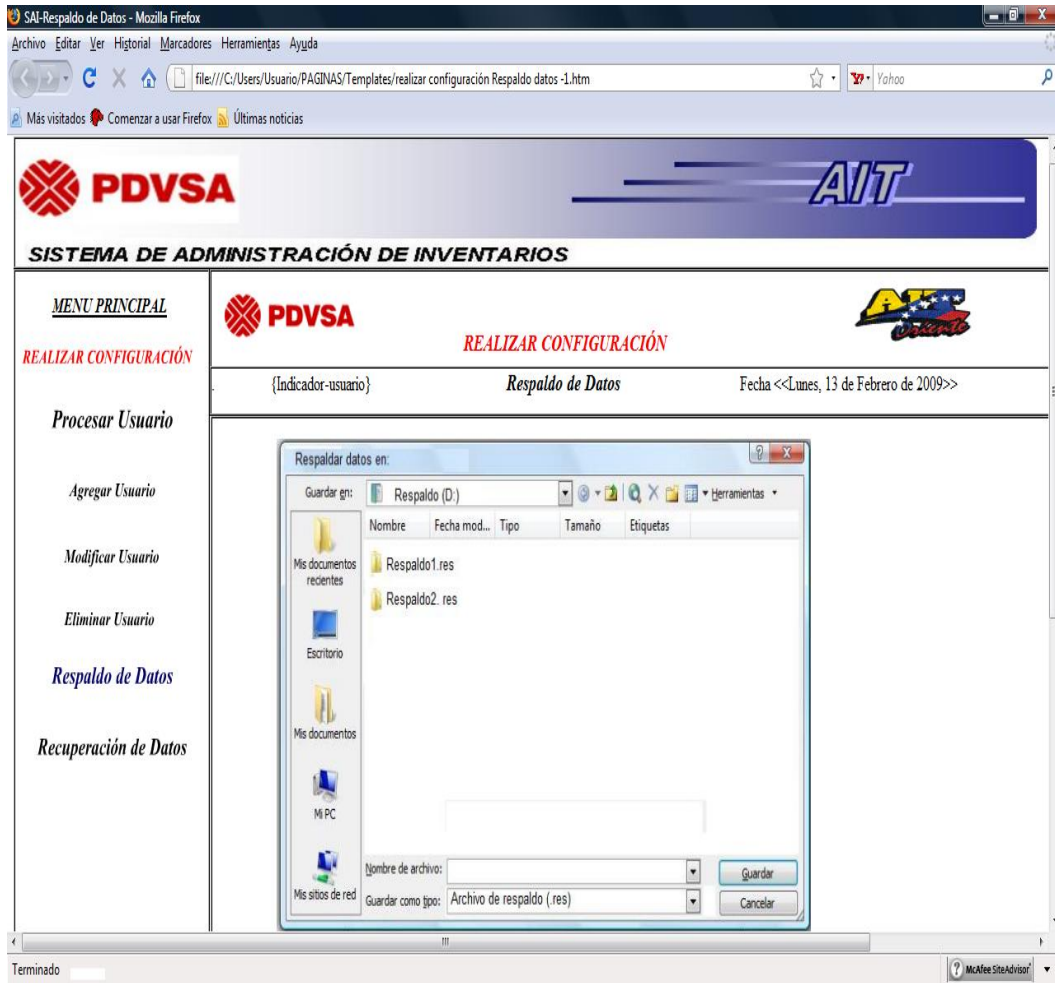 SAI-Respaldo de Datos - Mozilla Firefox
Archivo Editar Ver Historial Marcadores Herramientas Ayuda
file:///C:/Users/Usuario/PAGINAS/Templates/realizar configuración Respaldo datos -1.htm
Yahoo
Más visitados Comenzar a usar Firefox Últimas noticias
PDVSA
AIT
SISTEMA DE ADMINISTRACIÓN DE INVENTARIOS
MENU PRINCIPAL
REALIZAR CONFIGURACIÓN
Procesar Usuario
Agregar Usuario
Modificar Usuario
Eliminar Usuario
Respaldo de Datos
Recuperación de Datos
PDVSA
REALIZAR CONFIGURACIÓN
AIT
Oriente
. {Indicador-usuario} Respaldo de Datos Fecha <<Lunes, 13 de Febrero de 2009>>
Respaldar datos en:
Guardar en: Respaldo (D:) Herramientas
Nombre Fecha mod... Tipo Tamaño Etiquetas
Respaldo1.res
Respaldo2. res
Mis documentos recientes
Escritorio
Mis documentos
Mi PC
Mis sitios de red
Nombre de archivo: Guardar
Guardar como tipo: Archivo de respaldo (.res) Cancelar
Terminado
McAfee SiteAdvisor